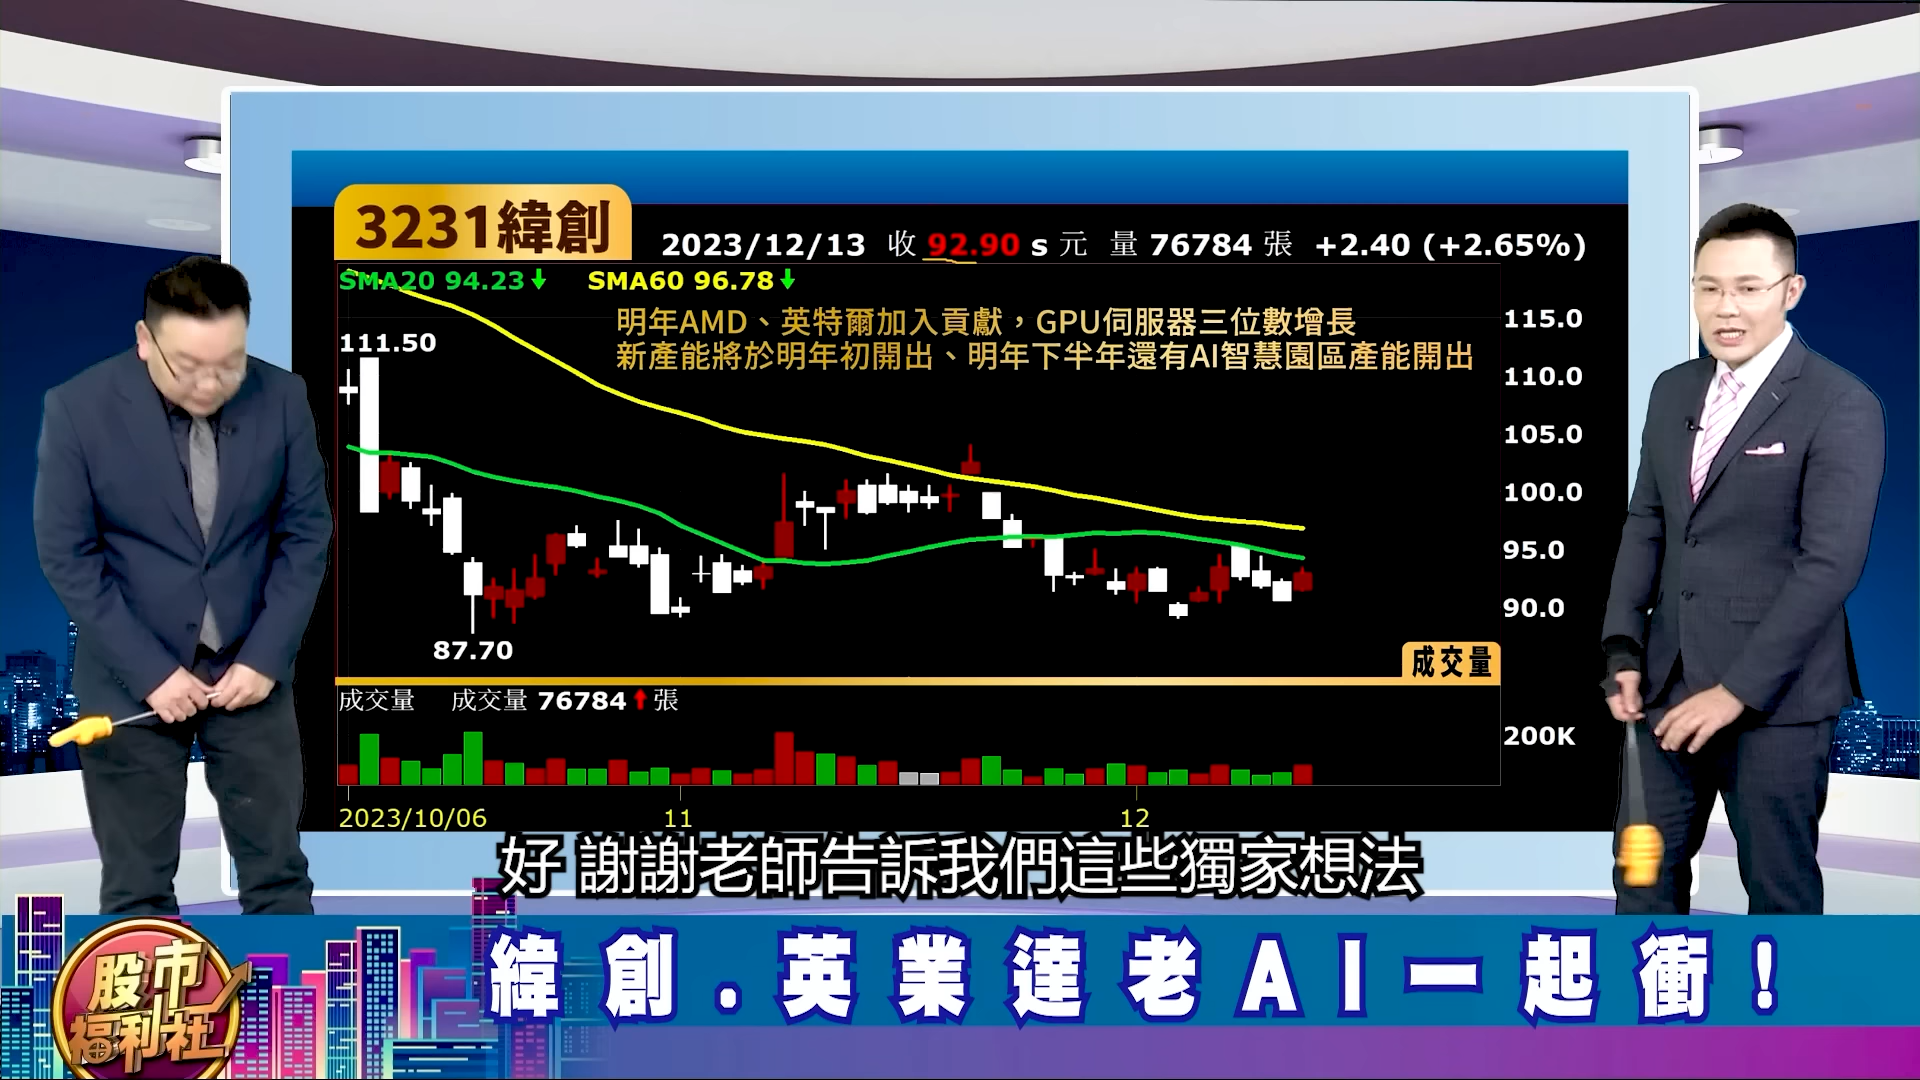 3231緯創
2023/12/13 收 92.90 s 元 量 76784 張 +2.40 (+2.65%)
SMA20 94.23↓ SMA60 96.78↓
明年AMD、英特爾加入貢獻，GPU伺服器三位數增長
新產能將於明年初開出、明年下半年還有AI智慧園區產能開出
111.50
87.70
115.0
110.0
105.0
100.0
95.0
90.0
成交量
成交量 成交量 76784↑張
200K
2023/10/06 11 12
好 謝謝老師告訴我們這些獨家想法
緯創.英業達老AI一起衝!
股市
福利社